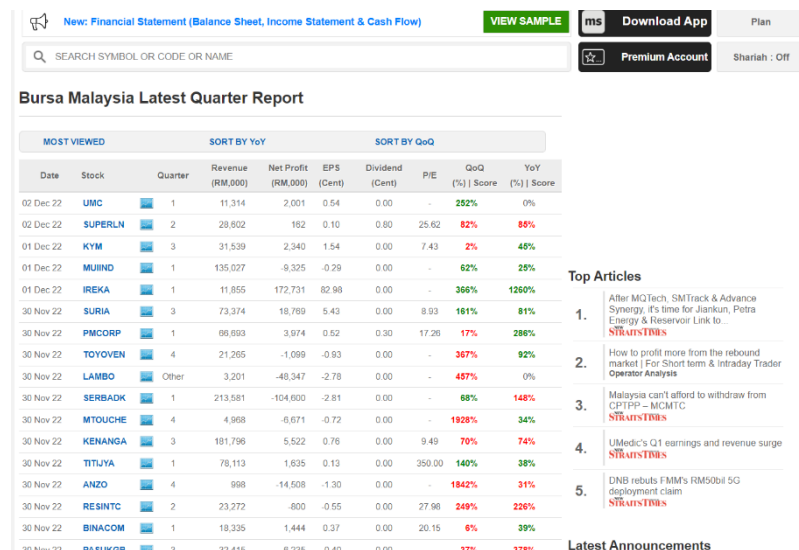 New: Financial Statement (Balance Sheet, Income Statement & Cash Flow)
VIEW SAMPLE
ms Download App
Plan
SEARCH SYMBOL OR CODE OR NAME
Premium Account
Shariah : Off
Bursa Malaysia Latest Quarter Report
MOST VIEWED SORT BY YoY SORT BY QoQ
Date Stock Quarter Revenue (RM,000) Net Profit (RM,000) EPS (Cent) Dividend (Cent) P/E QoQ (%) | Score YoY (%) | Score
02 Dec 22 UMC 1 11,314 2,001 0.54 0.00 - 252% 0%
02 Dec 22 SUPERLN 2 28,602 162 0.10 0.80 25.62 82% 85%
01 Dec 22 KYM 3 31,539 2,340 1.54 0.00 7.43 2% 45%
01 Dec 22 MUIIND 1 135,027 -9,325 -0.29 0.00 - 62% 25%
01 Dec 22 IREKA 1 11,855 172,731 82.98 0.00 - 366% 1260%
30 Nov 22 SURIA 3 73,374 18,769 5.43 0.00 8.93 161% 81%
30 Nov 22 PMCORP 1 66,693 3,974 0.52 0.30 17.26 17% 286%
30 Nov 22 TOYOVEN 4 21,265 -1,099 -0.93 0.00 - 367% 92%
30 Nov 22 LAMBO Other 3,201 -48,347 -2.78 0.00 - 457% 0%
30 Nov 22 SERBADK 1 213,581 -104,600 -2.81 0.00 - 68% 148%
30 Nov 22 MTOUCHE 4 4,968 -6,671 -0.72 0.00 - 1928% 34%
30 Nov 22 KENANGA 3 181,796 5,522 0.76 0.00 9.49 70% 74%
30 Nov 22 TITIJYA 1 78,113 1,635 0.13 0.00 350.00 140% 38%
30 Nov 22 ANZO 4 998 -14,508 -1.30 0.00 - 1842% 31%
30 Nov 22 RESINTC 2 23,272 -800 -0.55 0.00 27.98 249% 226%
30 Nov 22 BINACOM 1 18,335 1,444 0.37 0.00 20.15 6% 39%
Top Articles
1. After MQTech, SMTrack & Advance
Synergy, it's time for Jiankun, Petra
Energy & Reservoir Link to...
NEW STRAITS TIMES
2. How to profit more from the rebound
market | For Short term & Intraday Trader
Operator Analysis
3. Malaysia can't afford to withdraw from
CPTPP – MCMTC
NEW STRAITS TIMES
4. UMedic's Q1 earnings and revenue surge
NEW STRAITS TIMES
5. DNB rebuts FMM's RM50bil 5G
deployment claim
NEW STRAITS TIMES
Latest Announcements